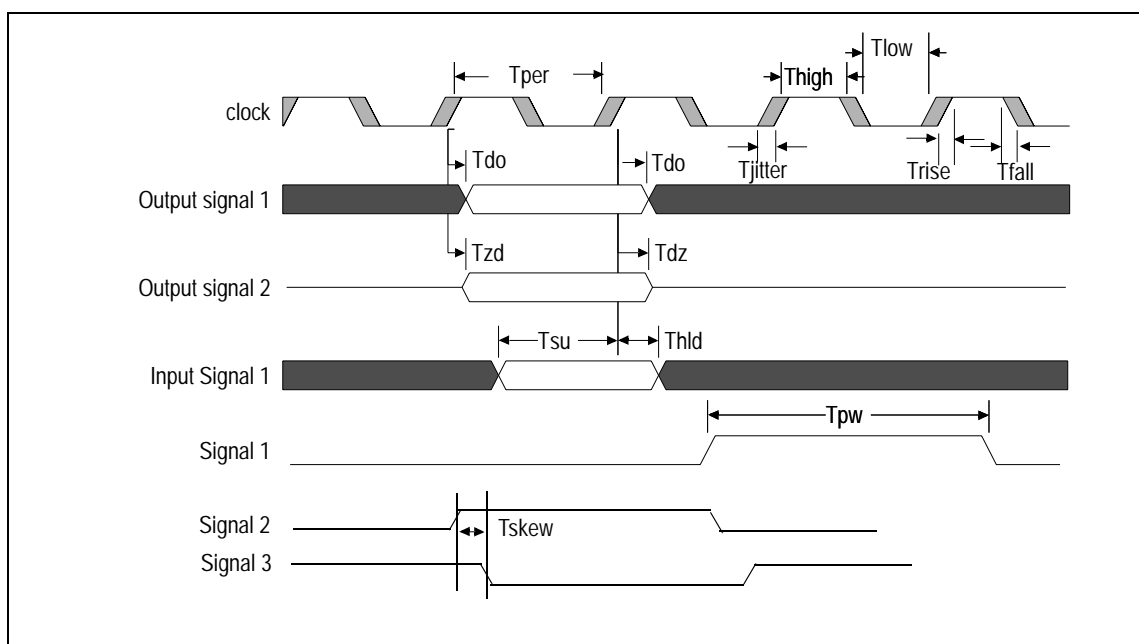 Tlow
Tper
Thigh
clock
Tdo
Tdo
Tjitter
Trise
Tfall
Output signal 1
Tzd
Tdz
Output signal 2
Tsu
Thld
Input Signal 1
Tpw
Signal 1
Signal 2
Tskew
Signal 3